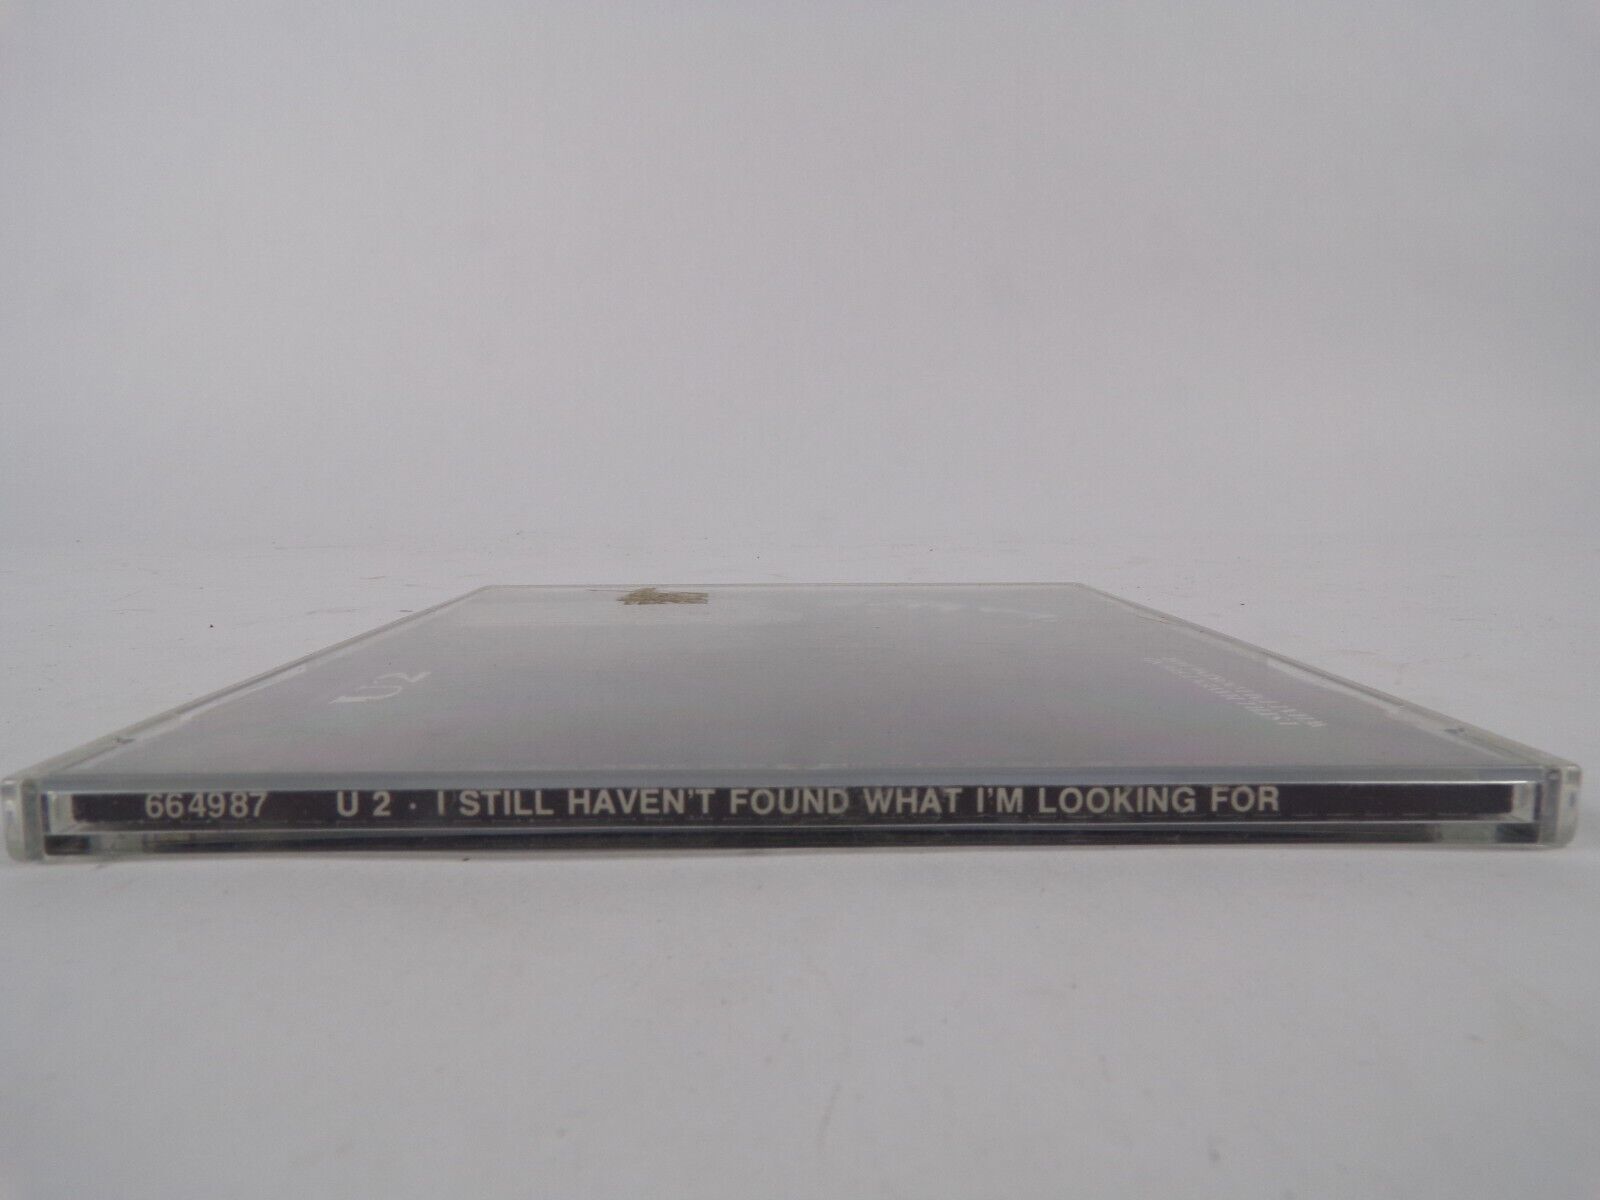 U2
664987 U 2 · I STILL HAVEN'T FOUND WHAT I'M LOOKING FOR